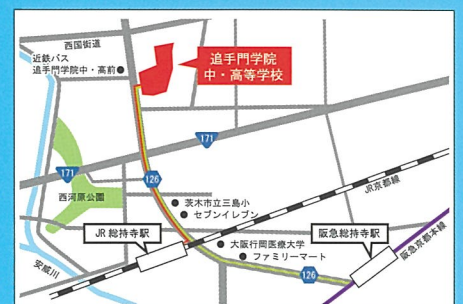 西国街道
近鉄バス
追手門学院中・高前
追手門学院
中・高等学校
171
171
126
西河原公園
茨木市立三島小
セブンイレブン
JR京都線
JR総持寺駅
阪急総持寺駅
大阪行岡医療大学
ファミリーマート
阪急京都本線
安威川
126